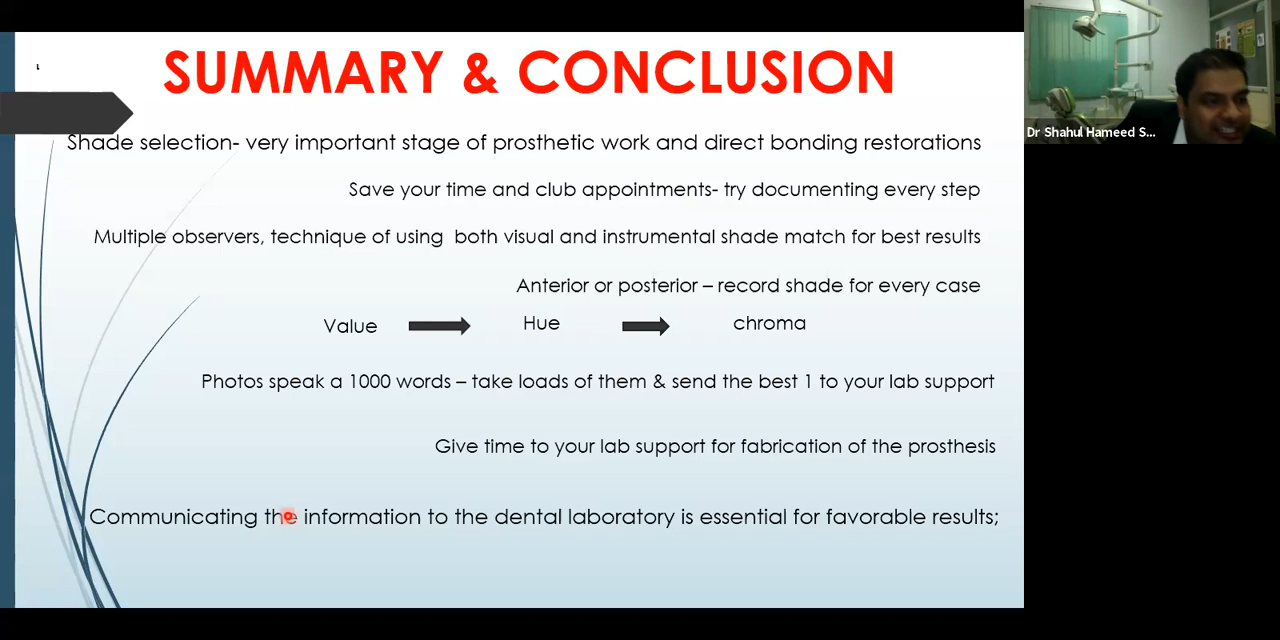 SUMMARY & CONCLUSION
Shade selection- very important stage of prosthetic work and direct bonding restorations
Save your time and club appointments- try documenting every step
Multiple observers, technique of using both visual and instrumental shade match for best results
Anterior or posterior – record shade for every case
Value Hue chroma
Photos speak a 1000 words – take loads of them & send the best 1 to your lab support
Give time to your lab support for fabrication of the prosthesis
Communicating the information to the dental laboratory is essential for favorable results;
Dr Shahul Hameed S...